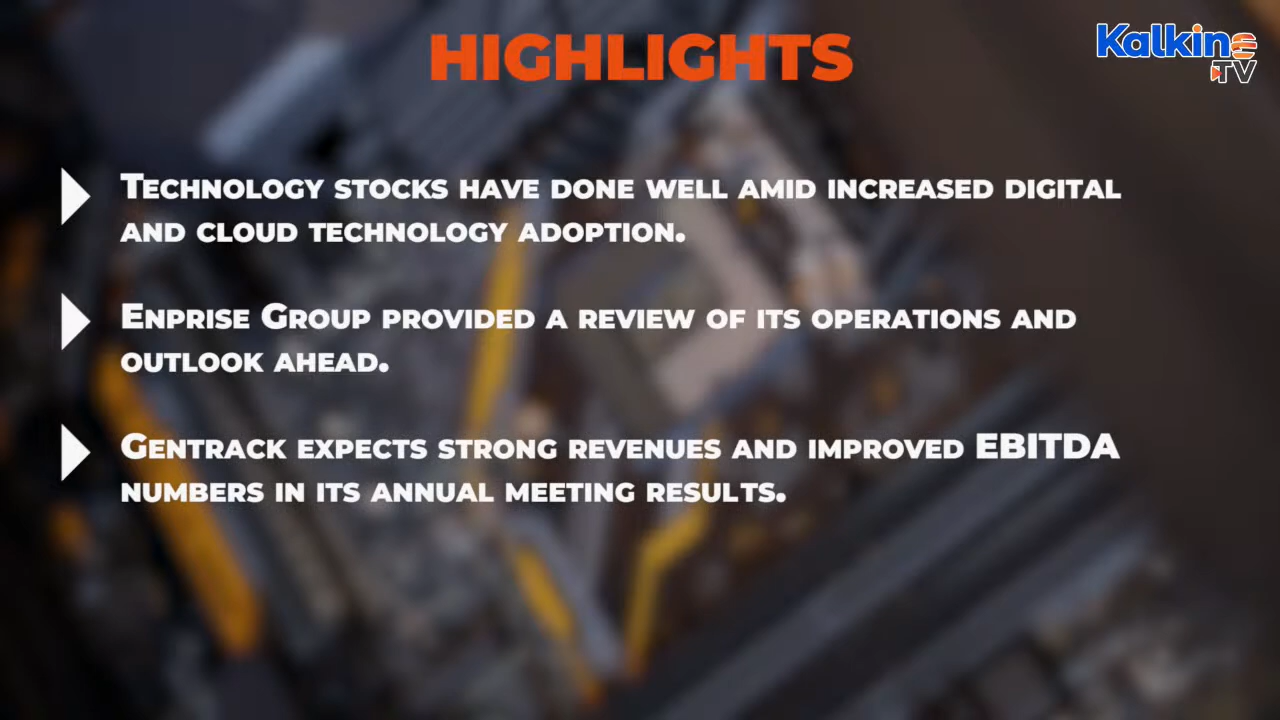 HIGHLIGHTS
Kalkine
TV
Technology stocks have done well amid increased digital
and cloud technology adoption.
Enprise Group provided a review of its operations and
outlook ahead.
Gentrack expects strong revenues and improved EBITDA
numbers in its annual meeting results.